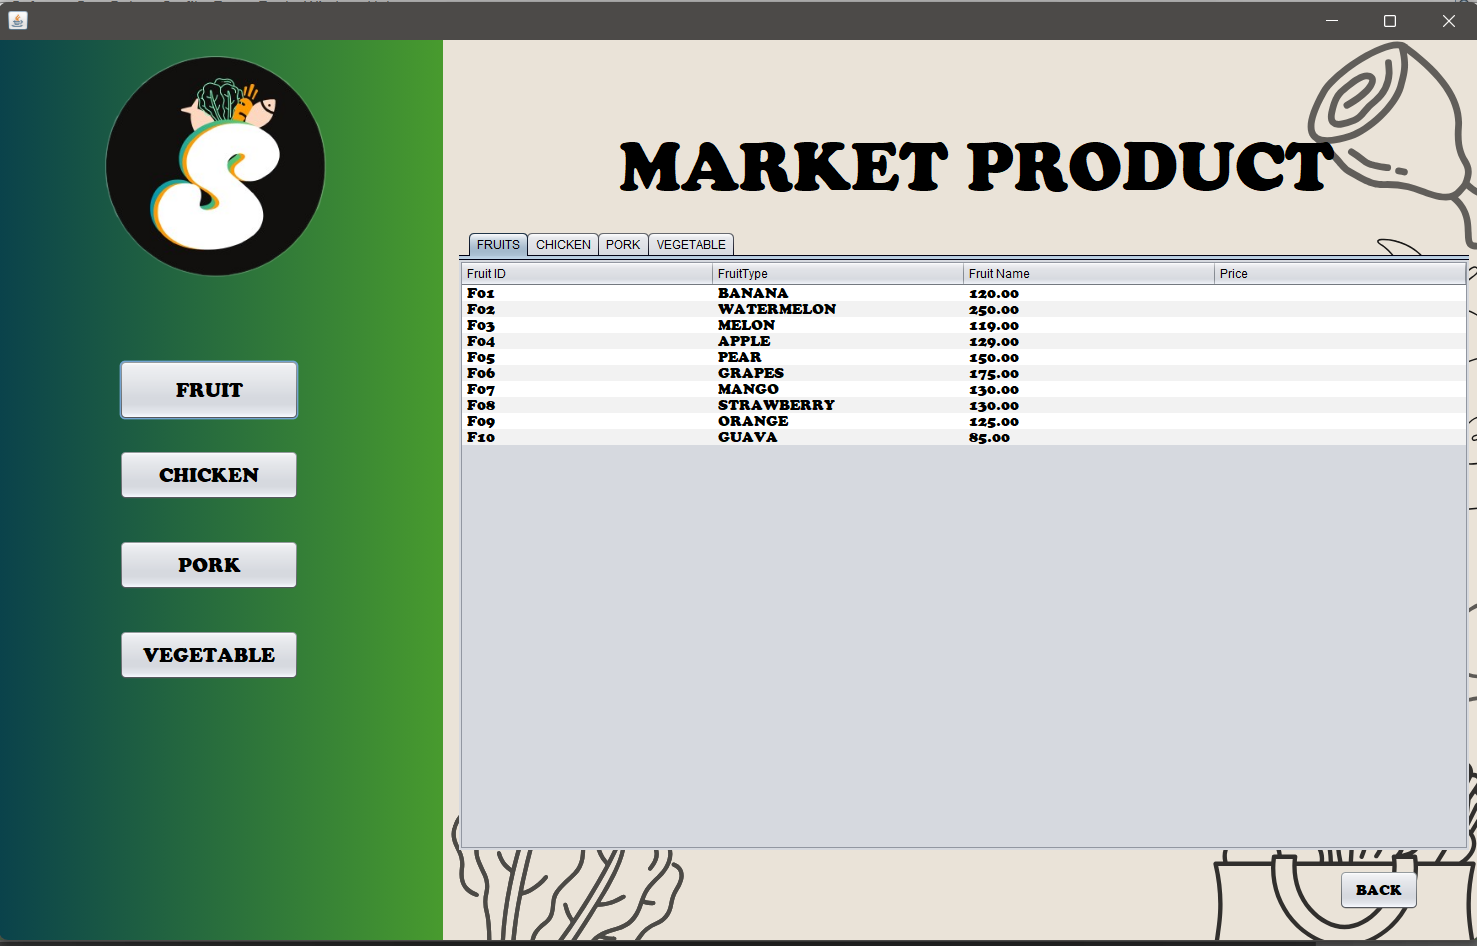 S
MARKET PRODUCT
FRUITS CHICKEN PORK VEGETABLE
Fruit ID FruitType Fruit Name Price
F01 BANANA 120.00
F02 WATERMELON 250.00
F03 MELON 119.00
F04 APPLE 129.00
F05 PEAR 150.00
F06 GRAPES 175.00
F07 MANGO 130.00
F08 STRAWBERRY 130.00
F09 ORANGE 125.00
F10 GUAVA 85.00
FRUIT
CHICKEN
PORK
VEGETABLE
BACK